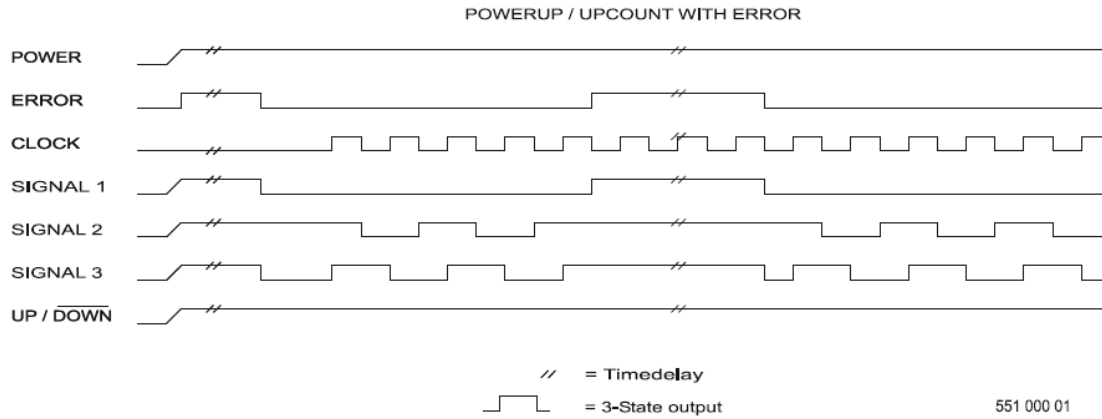 POWERUP / UPCOUNT WITH ERROR
POWER
ERROR
CLOCK
SIGNAL 1
SIGNAL 2
SIGNAL 3
UP / DOWN
// = Timedelay
= 3-State output
551 000 01